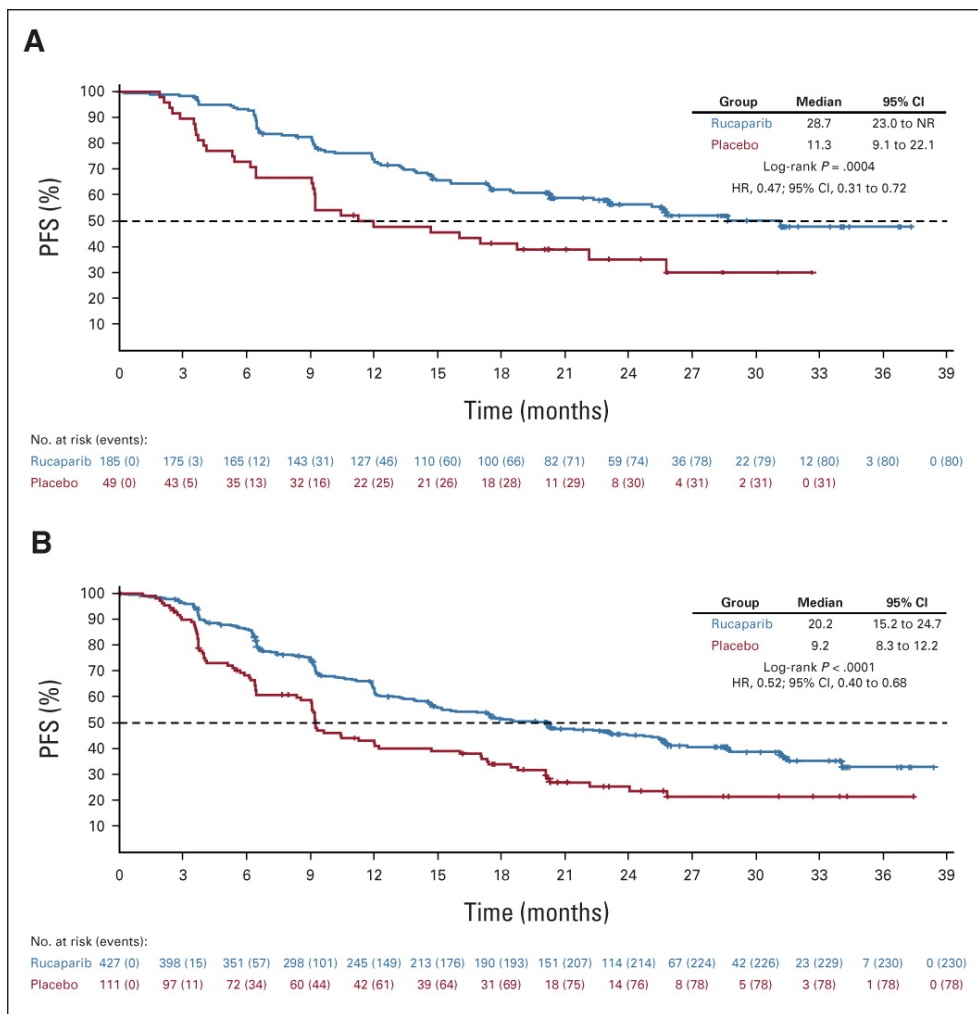 A
100
90
80
70
60
50
40
30
20
10
PFS (%)
Group Median 95% CI
Rucaparib 28.7 23.0 to NR
Placebo 11.3 9.1 to 22.1
Log-rank P = .0004
HR, 0.47; 95% CI, 0.31 to 0.72
0 3 6 9 12 15 18 21 24 27 30 33 36 39
Time (months)
No. at risk (events):
Rucaparib 185 (0) 175 (3) 165 (12) 143 (31) 127 (46) 110 (60) 100 (66) 82 (71) 59 (74) 36 (78) 22 (79) 12 (80) 3 (80) 0 (80)
Placebo 49 (0) 43 (5) 35 (13) 32 (16) 22 (25) 21 (26) 18 (28) 11 (29) 8 (30) 4 (31) 2 (31) 0 (31)
B
100
90
80
70
60
50
40
30
20
10
PFS (%)
Group Median 95% CI
Rucaparib 20.2 15.2 to 24.7
Placebo 9.2 8.3 to 12.2
Log-rank P < .0001
HR, 0.52; 95% CI, 0.40 to 0.68
0 3 6 9 12 15 18 21 24 27 30 33 36 39
Time (months)
No. at risk (events):
Rucaparib 427 (0) 398 (15) 351 (57) 298 (101) 245 (149) 213 (176) 190 (193) 151 (207) 114 (214) 67 (224) 42 (226) 23 (229) 7 (230) 0 (230)
Placebo 111 (0) 97 (11) 72 (34) 60 (44) 42 (61) 39 (64) 31 (69) 18 (75) 14 (76) 8 (78) 5 (78) 3 (78) 1 (78) 0 (78)